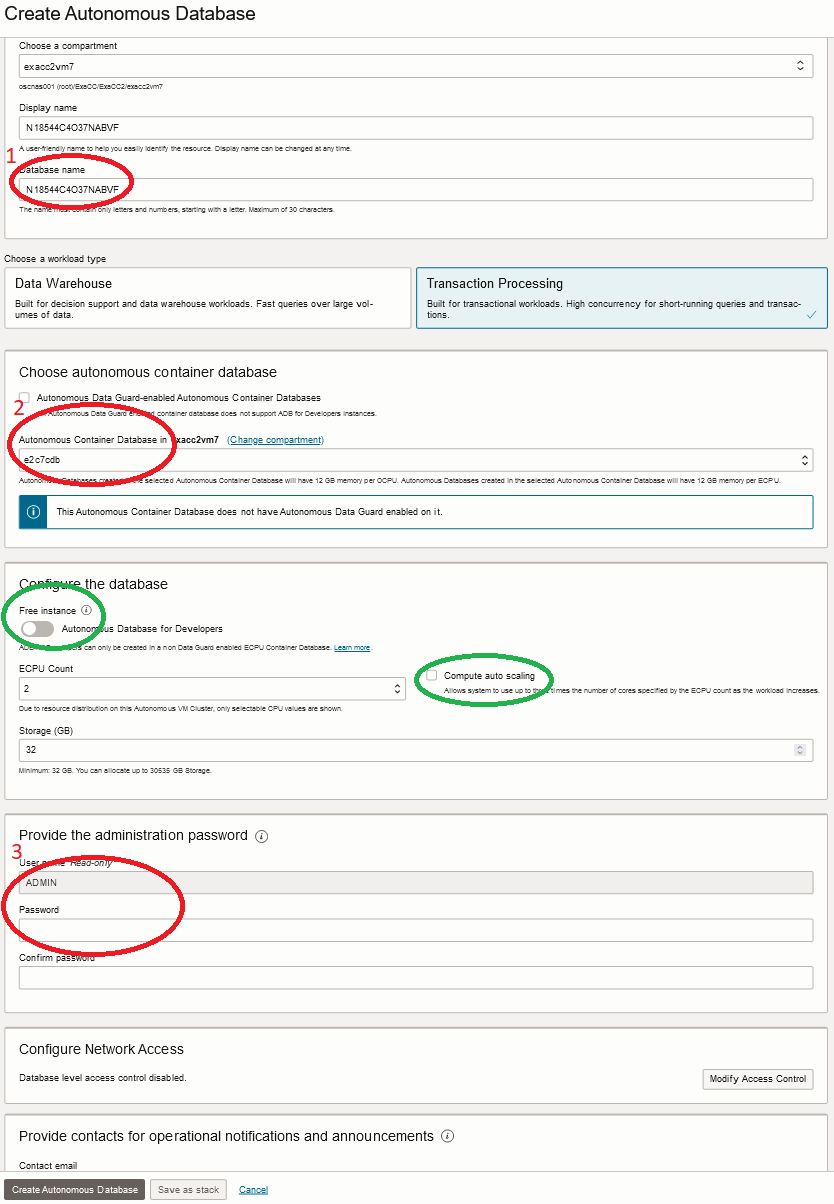 Create Autonomous Database
Choose a compartment
exacc2vm7
oscnas001 (root)/ExaCC/ExaCC2/exacc2vm7
Display name
N18544C4O37NABVF
A user-friendly name to help you easily identify the resource. Display name can be changed at any time.
1
Database name
N18544C4O37NABVF
The name must contain only letters and numbers, starting with a letter. Maximum of 30 characters.
Choose a workload type
Data Warehouse
Built for decision support and data warehouse workloads. Fast queries over large vol-
umes of data.
Transaction Processing
Built for transactional workloads. High concurrency for short-running queries and transac-
tions.
Choose autonomous container database
Autonomous Data Guard-enabled Autonomous Container Databases
2
Autonomous Data Guard enabled container database does not support ADB for Developers instances.
Autonomous Container Database in exacc2vm7 (Change compartment)
e2c7cdb
Autonomous Databases created in the selected Autonomous Container Database will have 12 GB memory per OCPU. Autonomous Databases created in the selected Autonomous Container Database will have 12 GB memory per ECPU.
This Autonomous Container Database does not have Autonomous Data Guard enabled on it.
Configure the database
Free instance
Autonomous Database for Developers
can only be created in a non Data Guard enabled ECPU Container Database. Learn more.
ECPU Count
2
Due to resource distribution on this Autonomous VM Cluster, only selectable CPU values are shown.
Compute auto scaling
Allows system to use up to three times the number of cores specified by the ECPU count as the workload increases.
Storage (GB)
32
Minimum: 32 GB. You can allocate up to 30535 GB Storage.
Provide the administration password
3
User name Read-only
ADMIN
Password
Confirm password
Configure Network Access
Database level access control disabled.
Modify Access Control
Provide contacts for operational notifications and announcements
Contact email
Create Autonomous Database
Save as stack
Cancel